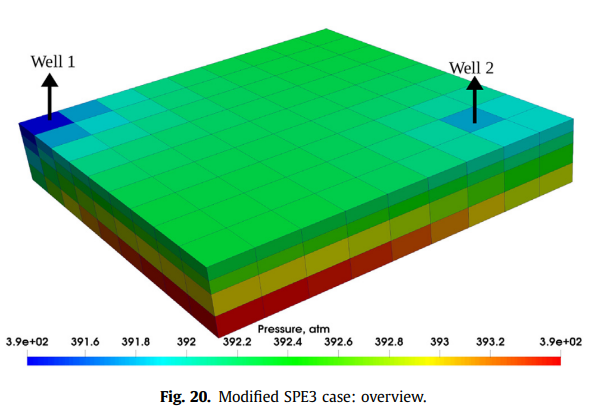 Well 1
Well 2
Pressure, atm
3.9e+02 391.6 391.8 392 392.2 392.4 392.6 392.8 393 393.2 3.9e+02
Fig. 20. Modified SPE3 case: overview.